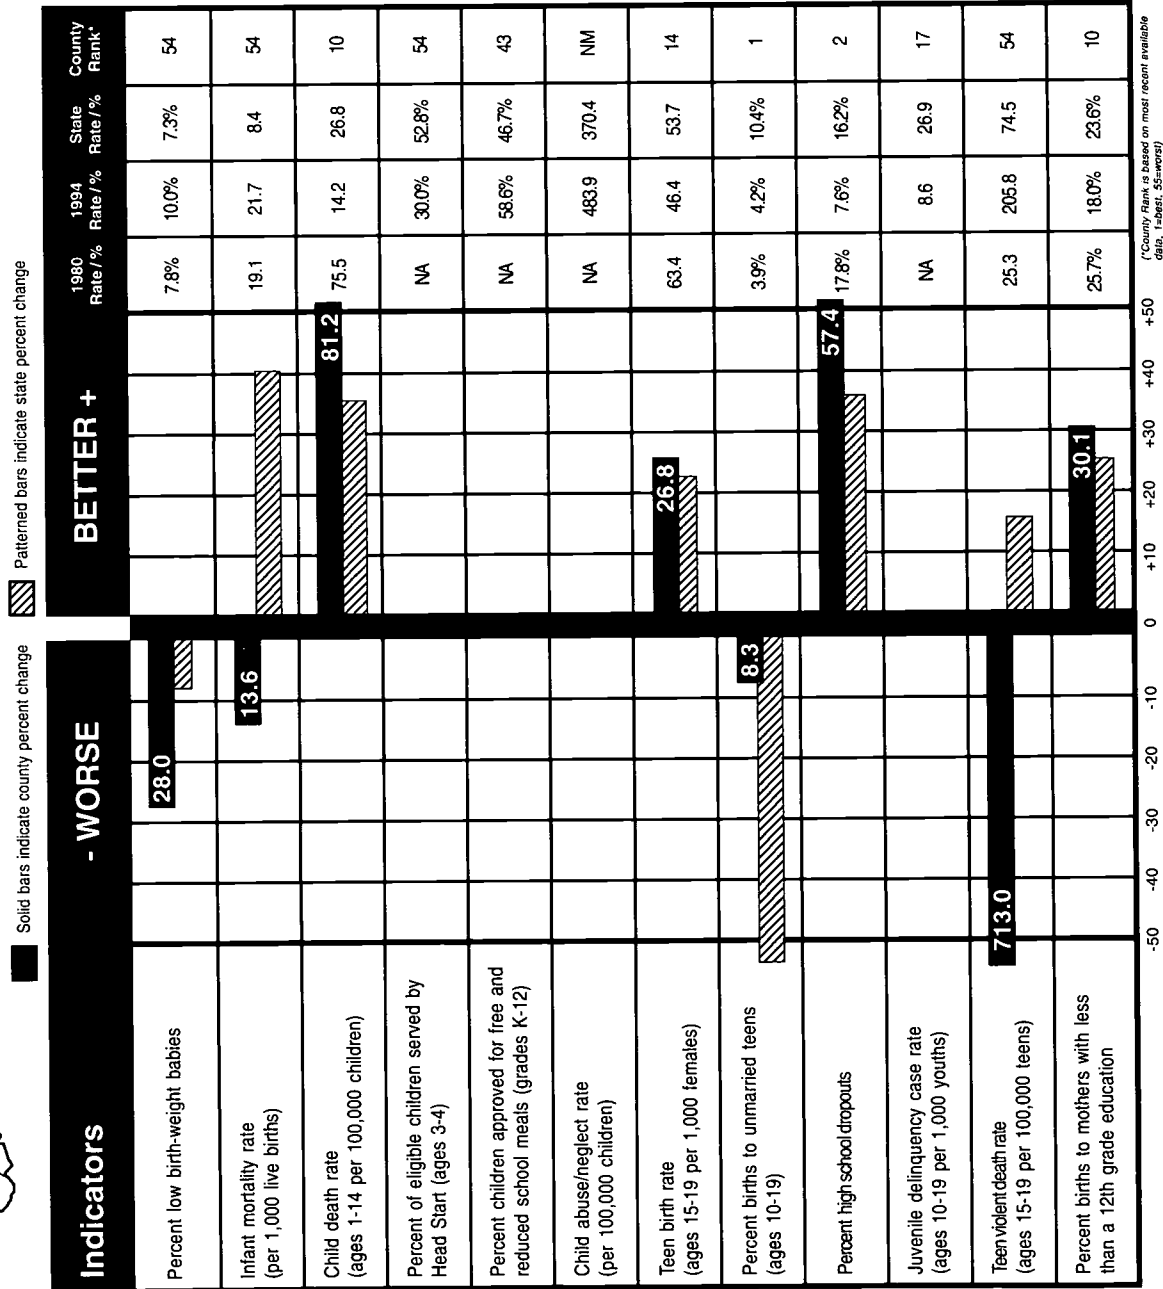 Solid bars indicate county percent change
Patterned bars indicate state percent change
Indicators
- WORSE
BETTER +
1980
Rate / %
1994
Rate / %
State
Rate / %
County
Rank*
Percent low birth-weight babies
28.0
7.8%
10.0%
7.3%
54
Infant mortality rate
(per 1,000 live births)
13.6
19.1
21.7
8.4
54
Child death rate
(ages 1-14 per 100,000 children)
81.2
75.5
14.2
26.8
10
Percent of eligible children served by
Head Start (ages 3-4)
NA
30.0%
52.8%
54
Percent children approved for free and
reduced school meals (grades K-12)
NA
58.6%
46.7%
43
Child abuse/neglect rate
(per 100,000 children)
NA
483.9
370.4
NM
Teen birth rate
(ages 15-19 per 1,000 females)
26.8
63.4
46.4
53.7
14
Percent births to unmarried teens
(ages 10-19)
8.3
3.9%
4.2%
10.4%
1
Percent high school dropouts
57.4
17.8%
7.6%
16.2%
2
Juvenile delinquency case rate
(ages 10-19 per 1,000 youths)
NA
8.6
26.9
17
Teen violent death rate
(ages 15-19 per 100,000 teens)
713.0
25.3
205.8
74.5
54
Percent births to mothers with less
than a 12th grade education
30.1
25.7%
18.0%
23.6%
10
-50
-40
-30
-20
-10
0
+10
+20
+30
+40
+50
(*County Rank is based on most recent available
data, 1=best, 55=worst)